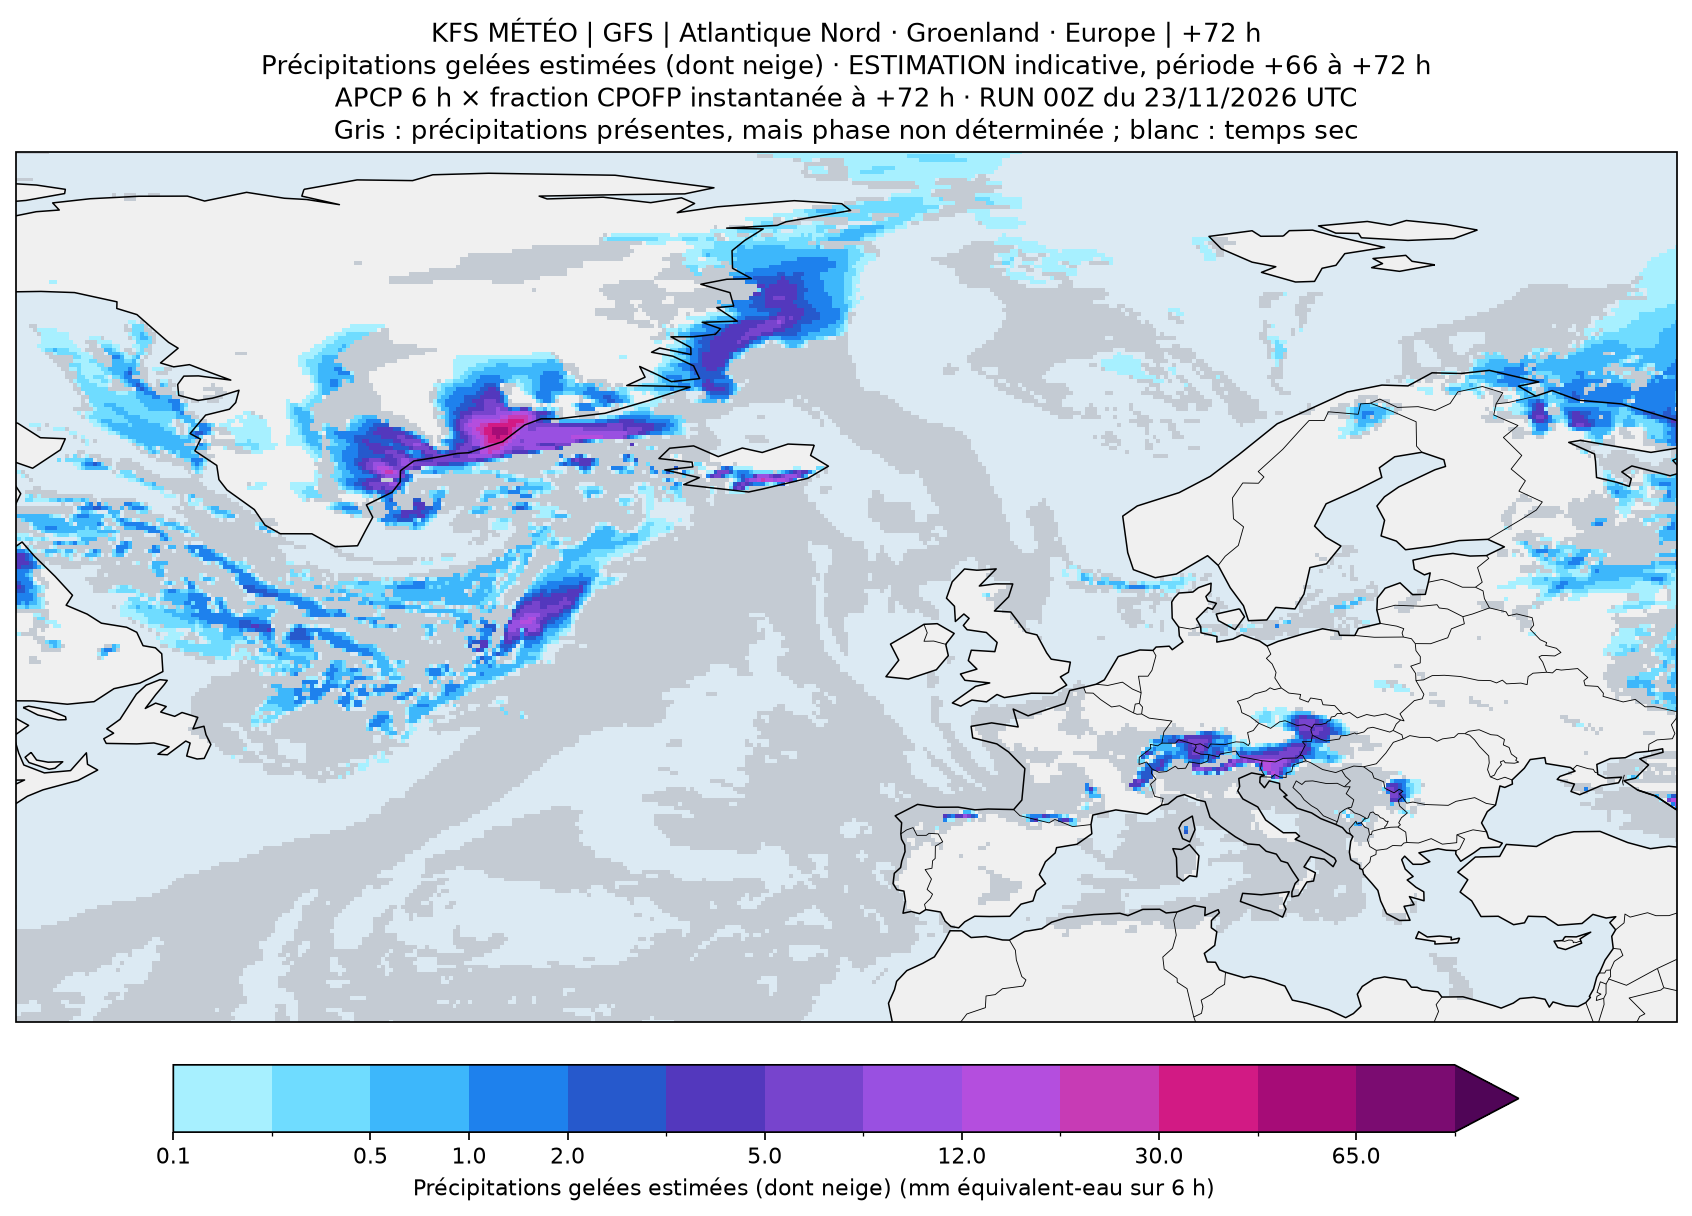 KFS MÉTÉO | GFS | Atlantique Nord · Groenland · Europe | +72 h
Précipitations gelées estimées (dont neige) · ESTIMATION indicative, période +66 à +72 h
APCP 6 h × fraction CPOFP instantanée à +72 h · RUN 00Z du 23/11/2026 UTC
Gris : précipitations présentes, mais phase non déterminée ; blanc : temps sec
0.1 0.5 1.0 2.0 5.0 12.0 30.0 65.0
Précipitations gelées estimées (dont neige) (mm équivalent-eau sur 6 h)